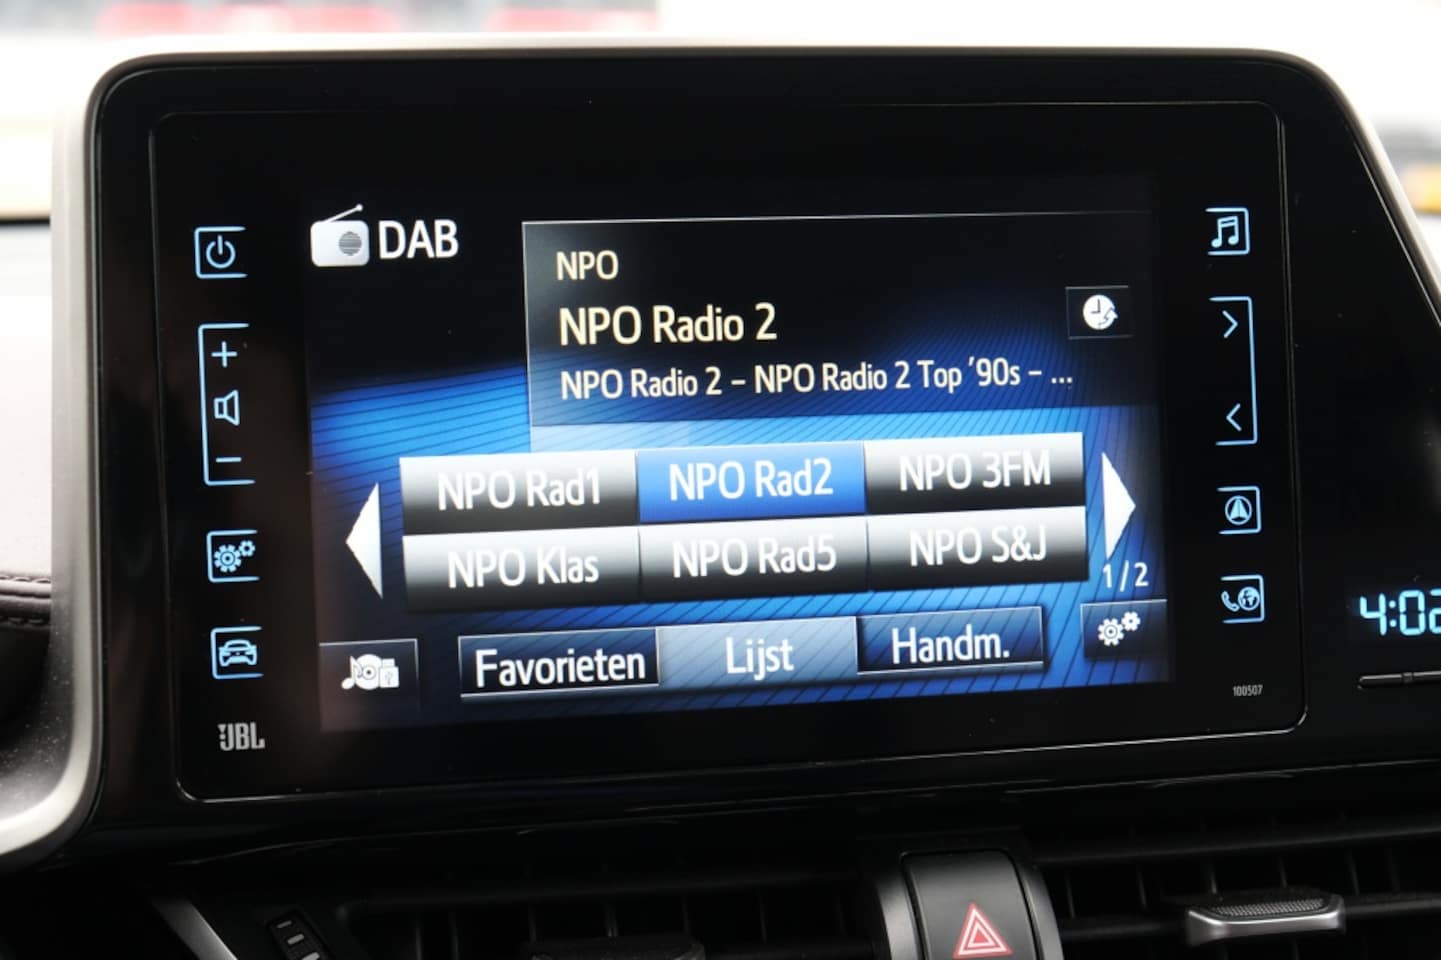 DAB
NPO
NPO Radio 2
NPO Radio 2 - NPO Radio 2 Top '90s - ...
NPO Rad1 NPO Rad2 NPO 3FM
NPO Klas NPO Rad5 NPO S&J
1/2
Favorieten Lijst Handm.
JBL
100507
4:02